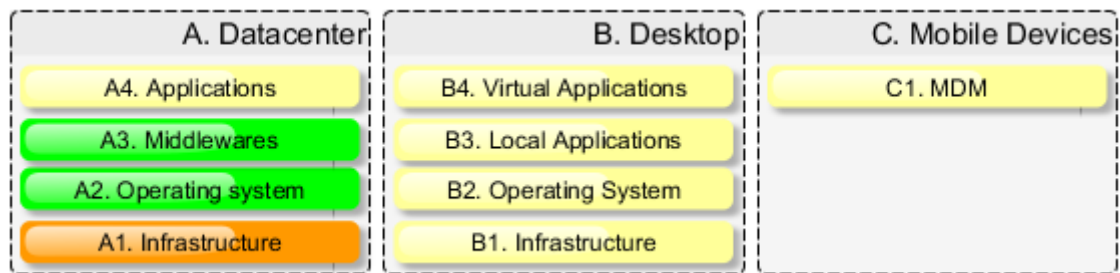 A. Datacenter
A4. Applications
A3. Middlewares
A2. Operating system
A1. Infrastructure
B. Desktop
B4. Virtual Applications
B3. Local Applications
B2. Operating System
B1. Infrastructure
C. Mobile Devices
C1. MDM